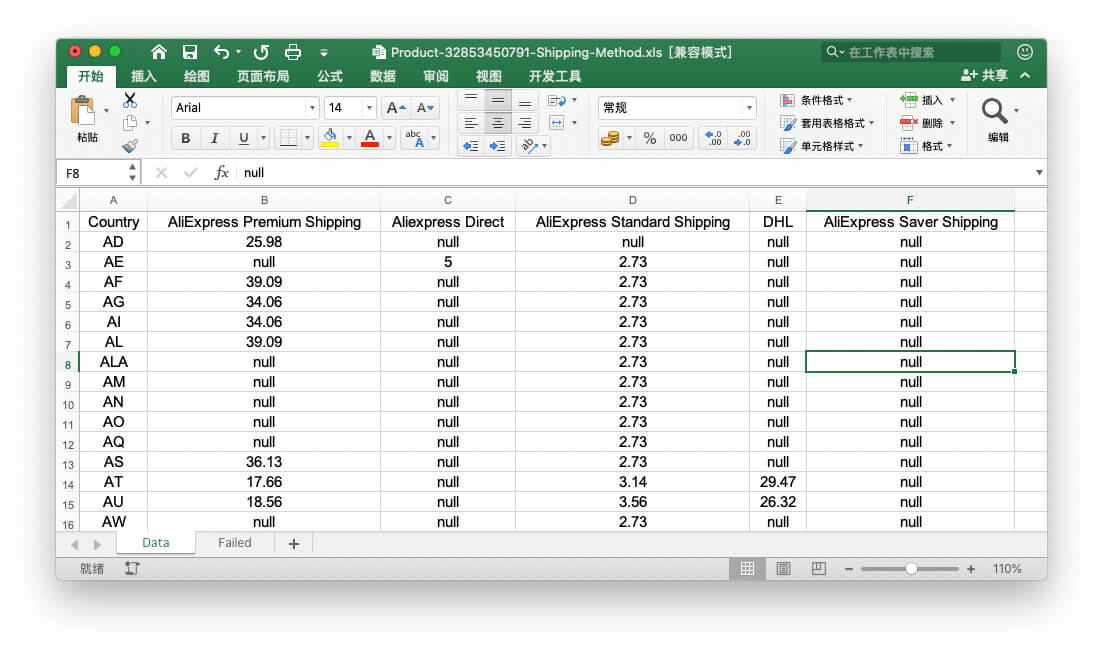 Product-32853450791-Shipping-Method.xls [兼容模式]
在工作表中搜索
开始 插入 绘图 页面布局 公式 数据 审阅 视图 开发工具 共享
粘贴
Arial 14 A A
B I U A abc A
常规
% 000 .0 .00 .00 .0
条件格式
套用表格格式
单元格样式
插入
删除
格式
编辑
F8 fx null
A B C D E F
1 Country AliExpress Premium Shipping Aliexpress Direct AliExpress Standard Shipping DHL AliExpress Saver Shipping
2 AD 25.98 null null null null
3 AE null 5 2.73 null null
4 AF 39.09 null 2.73 null null
5 AG 34.06 null 2.73 null null
6 AI 34.06 null 2.73 null null
7 AL 39.09 null 2.73 null null
8 ALA null null 2.73 null null
9 AM null null 2.73 null null
10 AN null null 2.73 null null
11 AO null null 2.73 null null
12 AQ null null 2.73 null null
13 AS 36.13 null 2.73 null null
14 AT 17.66 null 3.14 29.47 null
15 AU 18.56 null 3.56 26.32 null
16 AW null null 2.73 null null
Data Failed +
就绪 110%